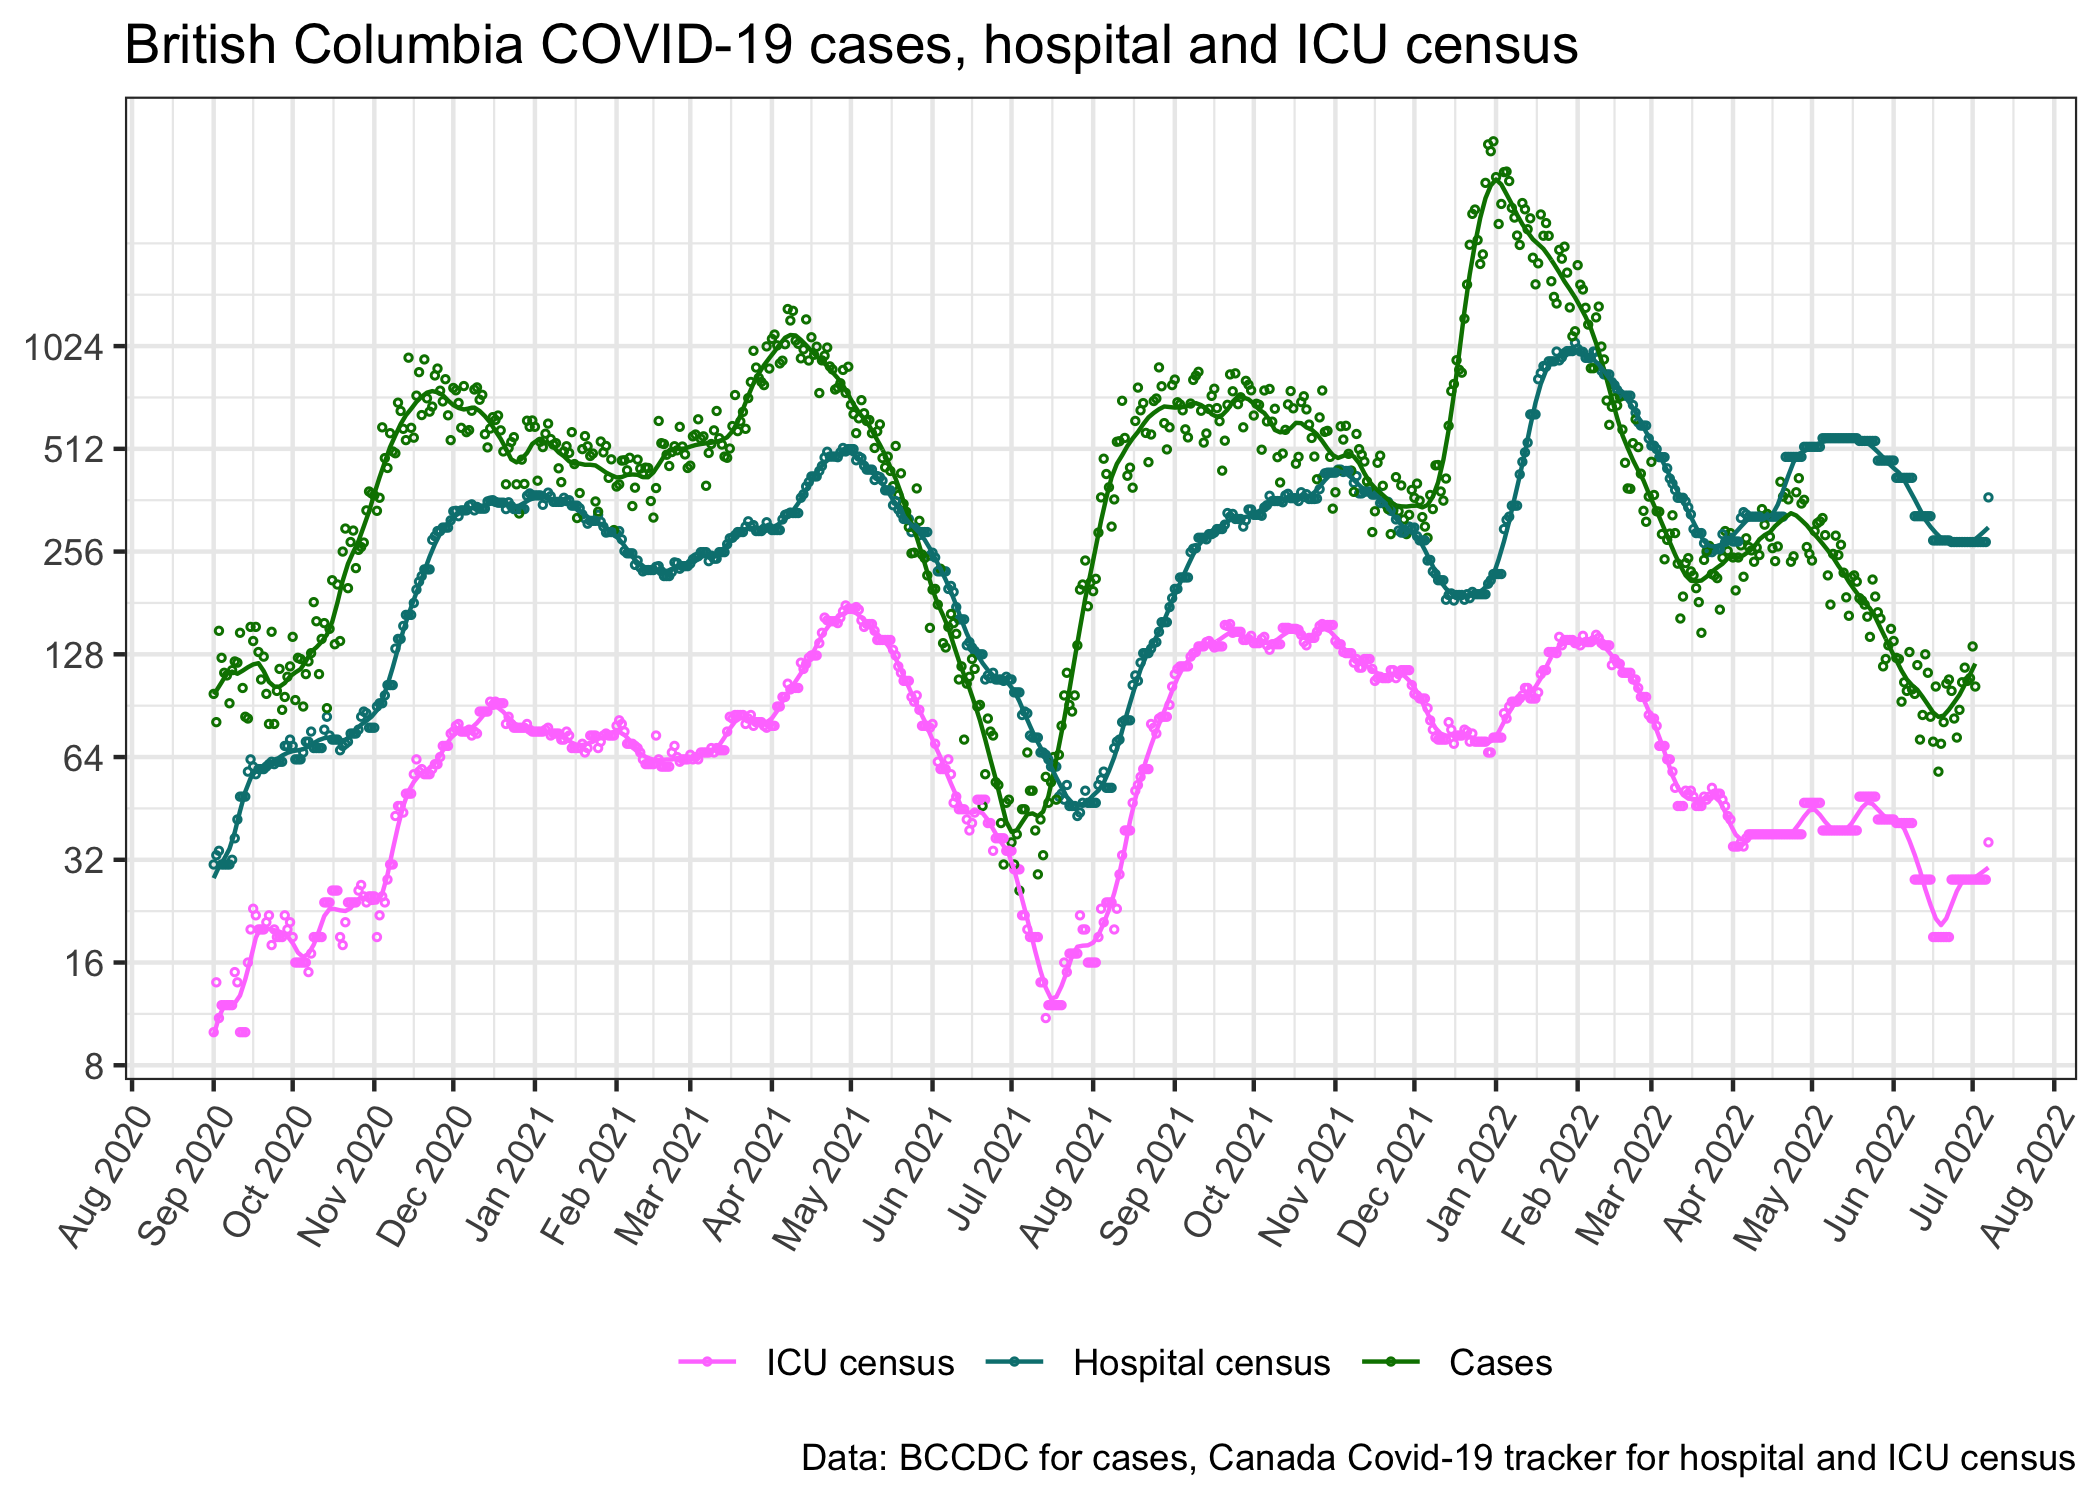 British Columbia COVID-19 cases, hospital and ICU census
1024
512
256
128
64
32
16
8
Aug 2020
Sep 2020
Oct 2020
Nov 2020
Dec 2020
Jan 2021
Feb 2021
Mar 2021
Apr 2021
May 2021
Jun 2021
Jul 2021
Aug 2021
Sep 2021
Oct 2021
Nov 2021
Dec 2021
Jan 2022
Feb 2022
Mar 2022
Apr 2022
May 2022
Jun 2022
Jul 2022
Aug 2022
ICU census Hospital census Cases
Data: BCCDC for cases, Canada Covid-19 tracker for hospital and ICU census